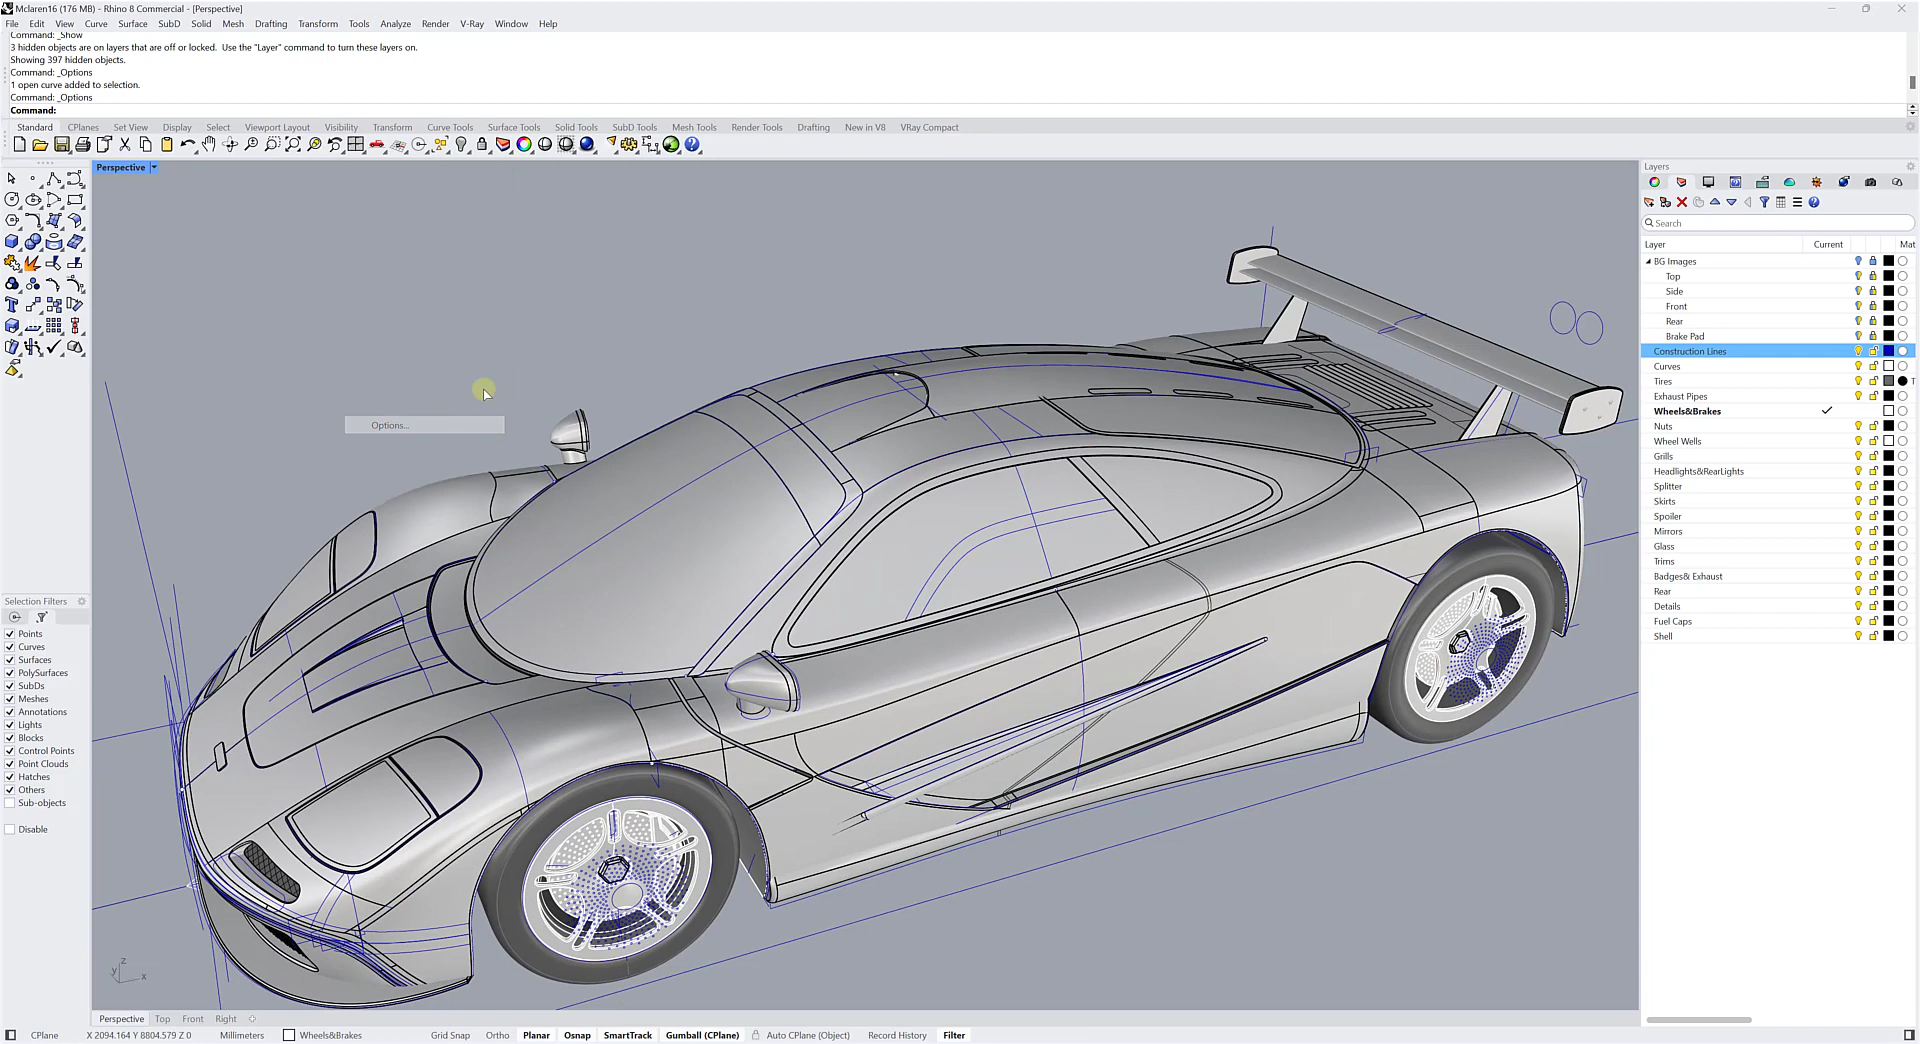 Mclaren16 (176 MB) - Rhino 8 Commercial - [Perspective]
File Edit View Curve Surface SubD Solid Mesh Drafting Transform Tools Analyze Render V-Ray Window Help
Command: _Show
3 hidden objects are on layers that are off or locked.  Use the "Layer" command to turn these layers on.
Showing 397 hidden objects.
Command: _Options
1 open curve added to selection.
Command: _Options
Command:
Standard CPlanes Set View Display Select Viewport Layout Visibility Transform Curve Tools Surface Tools Solid Tools SubD Tools Mesh Tools Render Tools Drafting New in V8 VRay Compact
Perspective
Options...
z
y
x
Selection Filters
Points
Curves
Surfaces
PolySurfaces
SubDs
Meshes
Annotations
Lights
Blocks
Control Points
Point Clouds
Hatches
Others
Sub-objects
Disable
Layers
Search
Layer Current Mat
BG Images
Top
Side
Front
Rear
Brake Pad
Construction Lines
Curves
Tires T
Exhaust Pipes
Wheels&Brakes
Nuts
Wheel Wells
Grills
Headlights&RearLights
Splitter
Skirts
Spoiler
Mirrors
Glass
Trims
Badges& Exhaust
Rear
Details
Fuel Caps
Shell
Perspective Top Front Right
CPlane X 2094.164 Y 8804.579 Z 0 Millimeters Wheels&Brakes Grid Snap Ortho Planar Osnap SmartTrack Gumball (CPlane) Auto CPlane (Object) Record History Filter